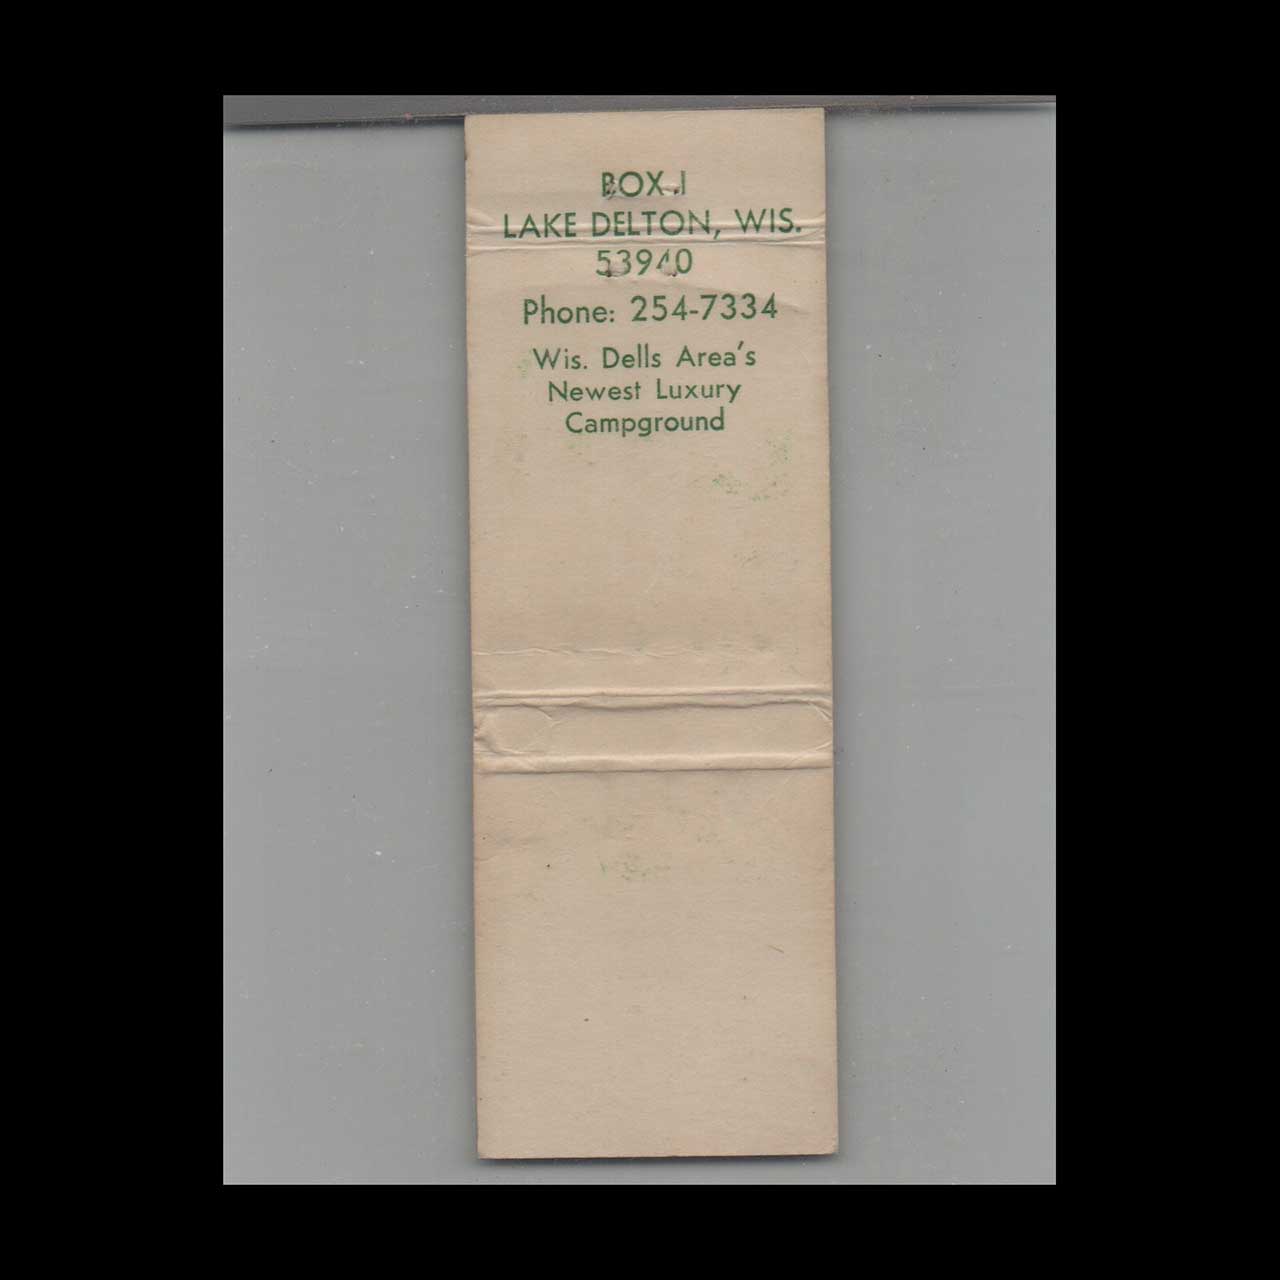 BOX I
LAKE DELTON, WIS.
53940
Phone: 254-7334
Wis. Dells Area's
Newest Luxury
Campground